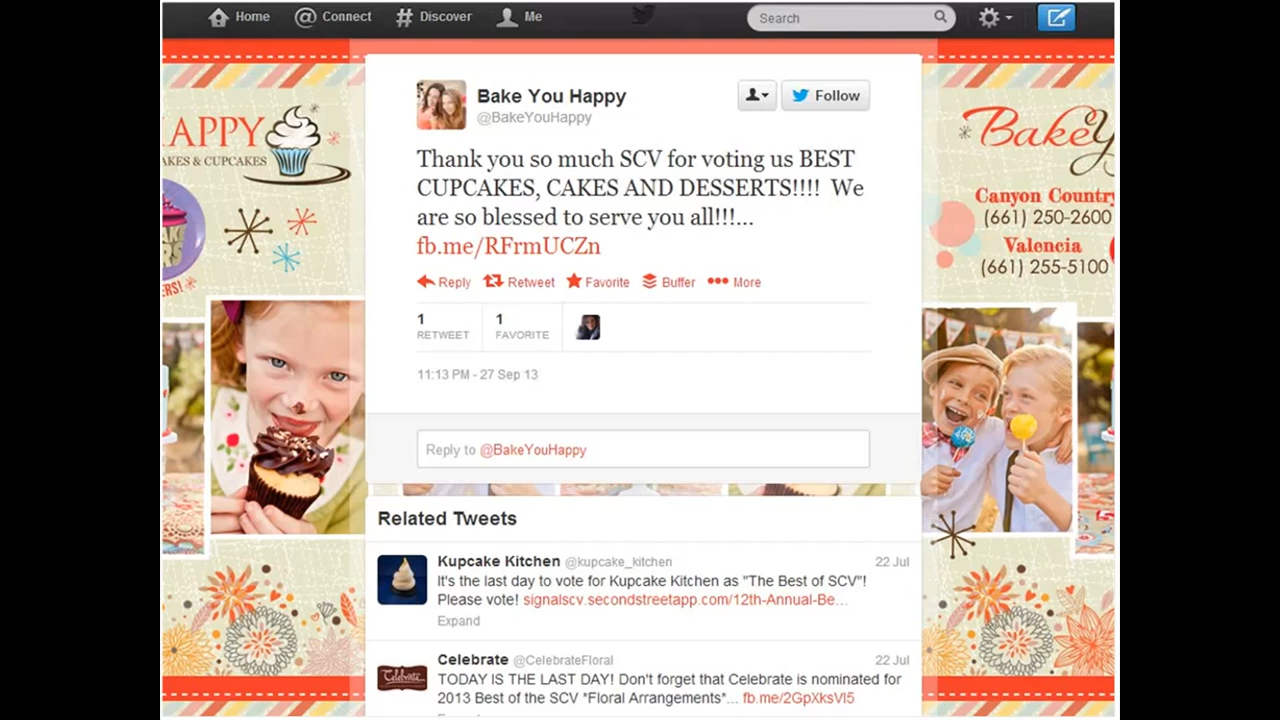 Home Connect Discover Me Search
HAPPY
AKES & CUPCAKES
Bake You Happy
@BakeYouHappy
Follow
Thank you so much SCV for voting us BEST
CUPCAKES, CAKES AND DESSERTS!!!! We
are so blessed to serve you all!!!...
fb.me/RFrmUCZn
Reply Retweet Favorite Buffer More
1 1
RETWEET FAVORITE
11:13 PM - 27 Sep 13
Reply to @BakeYouHappy
BakeY
Canyon Country
(661) 250-2600
Valencia
(661) 255-5100
Related Tweets
Kupcake Kitchen @kupcake_kitchen 22 Jul
It's the last day to vote for Kupcake Kitchen as "The Best of SCV"!
Please vote! signalscv.secondstreetapp.com/12th-Annual-Be...
Expand
Celebrate @CelebrateFloral 22 Jul
Celebrate
TODAY IS THE LAST DAY! Don't forget that Celebrate is nominated for
2013 Best of the SCV *Floral Arrangements*... fb.me/2GpXksVl5